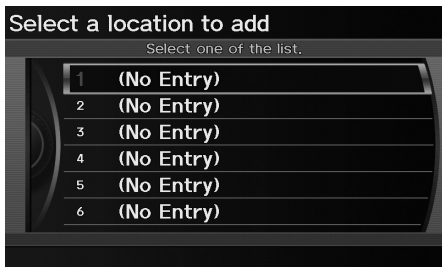 Select a location to add
Select one of the list.
1 (No Entry)
2 (No Entry)
3 (No Entry)
4 (No Entry)
5 (No Entry)
6 (No Entry)